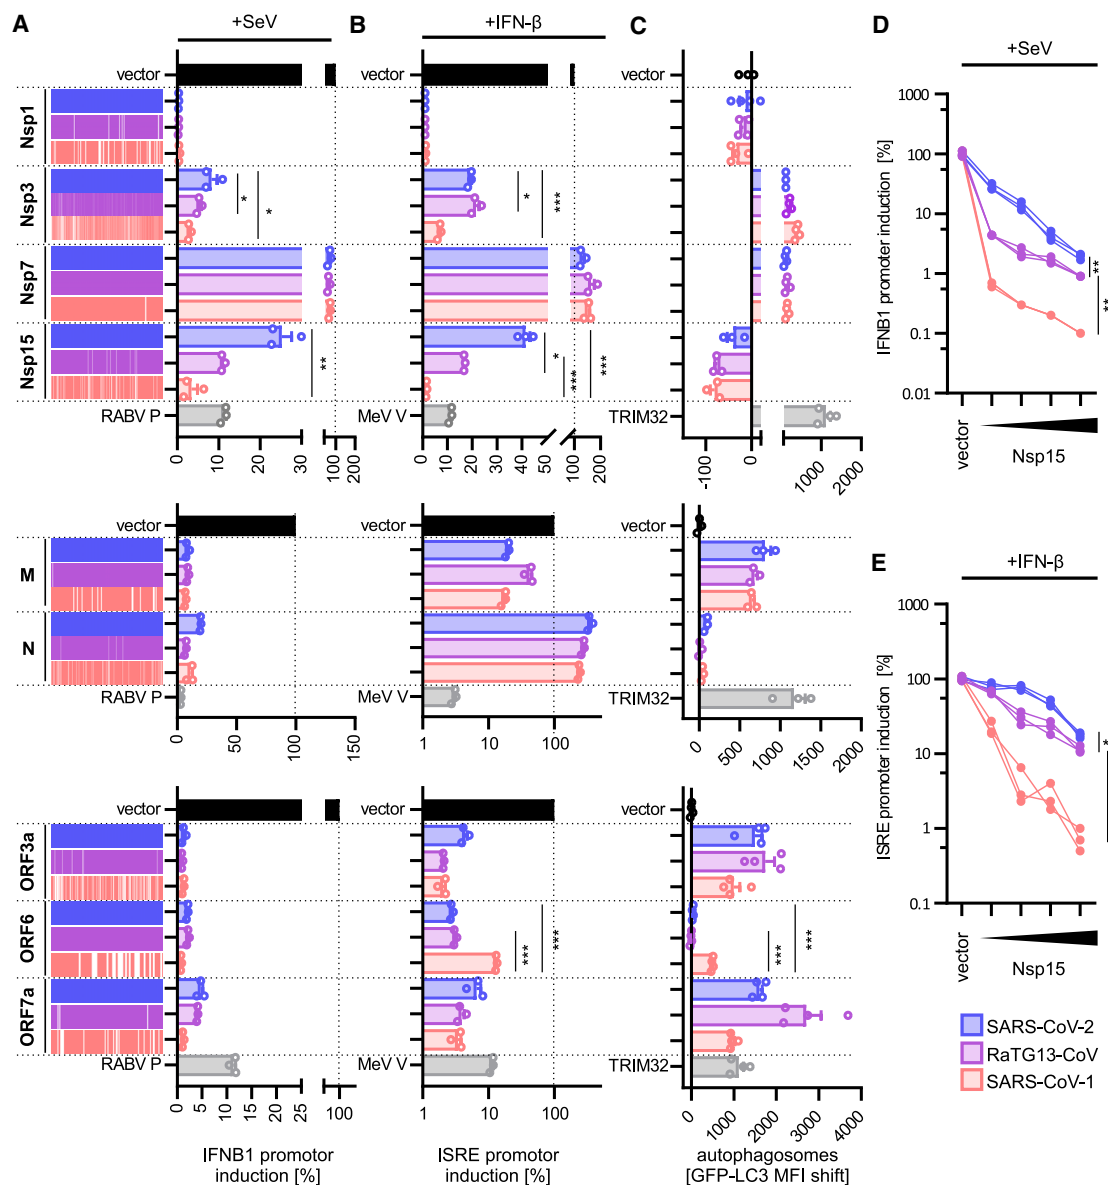 A
+SeV
B
+IFN-β
C
D
+SeV
vector
vector
vector
Nsp1
Nsp3
Nsp7
Nsp15
*
*
**
*
***
*
***
***
RABV P
MeV V
TRIM32
0
10
20
30
100
200
0
10
20
30
40
50
100
200
-100
0
1000
2000
1000
100
10
1
0.1
0.01
IFNB1 promoter induction [%]
**
**
vector
Nsp15
vector
vector
vector
M
N
RABV P
MeV V
TRIM32
0
50
100
150
1
10
100
0
500
1000
1500
2000
E
+IFN-β
1000
100
10
1
0.1
ISRE promoter induction [%]
*
vector
Nsp15
vector
vector
vector
ORF3a
ORF6
ORF7a
***
***
***
***
RABV P
MeV V
TRIM32
0
5
10
15
20
25
100
1
10
100
0
1000
2000
3000
4000
IFNB1 promotor
induction [%]
ISRE promotor
induction [%]
autophagosomes
[GFP-LC3 MFI shift]
SARS-CoV-2
RaTG13-CoV
SARS-CoV-1